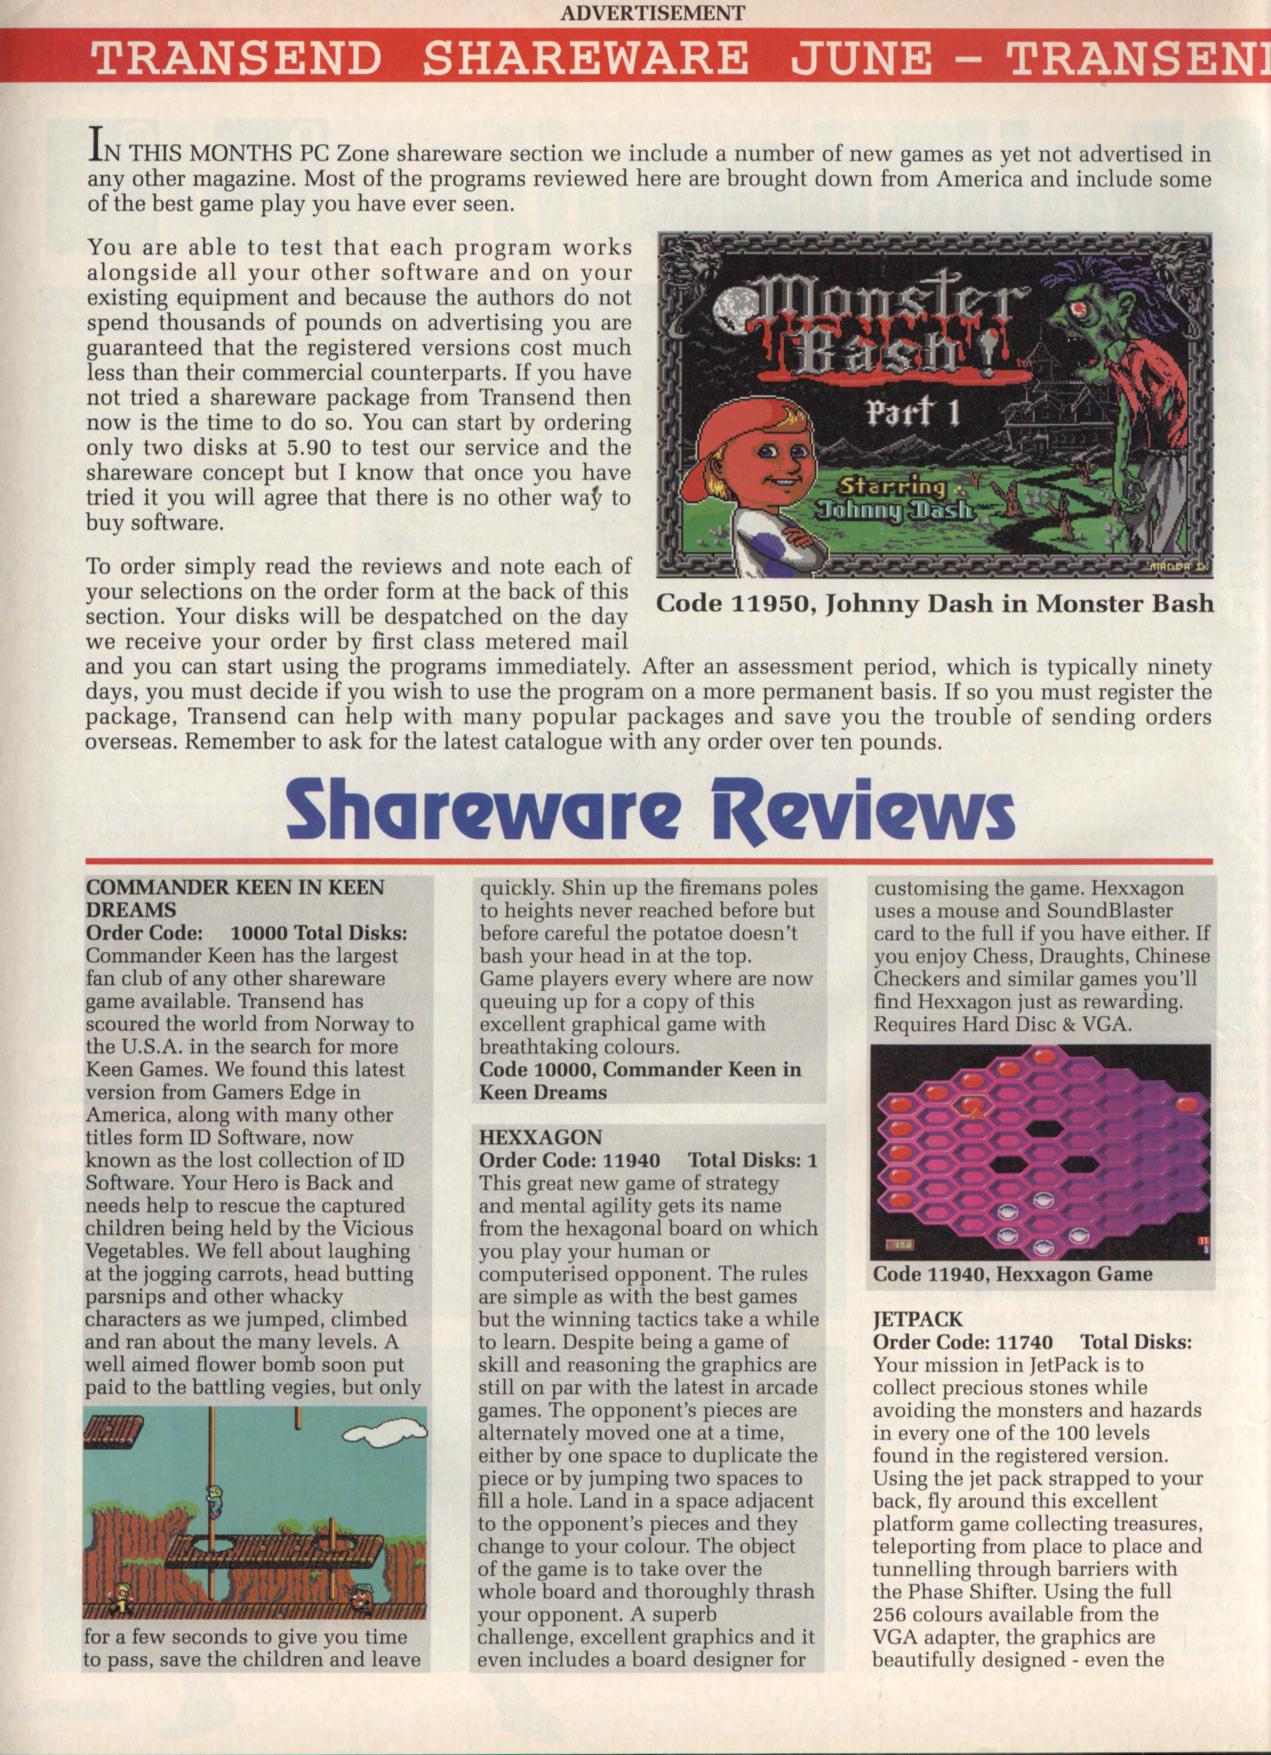 ADVERTISEMENT
TRANSEND SHAREWARE JUNE – TRANSEND
IN THIS MONTHS PC Zone shareware section we include a number of new games as yet not advertised in
any other magazine. Most of the programs reviewed here are brought down from America and include some
of the best game play you have ever seen.
You are able to test that each program works
alongside all your other software and on your
existing equipment and because the authors do not
spend thousands of pounds on advertising you are
guaranteed that the registered versions cost much
less than their commercial counterparts. If you have
not tried a shareware package from Transend then
now is the time to do so. You can start by ordering
only two disks at 5.90 to test our service and the
shareware concept but I know that once you have
tried it you will agree that there is no other way to
buy software.
Monster
Bash!
Part 1
Starring
Johnny Dash
Code 11950, Johnny Dash in Monster Bash
To order simply read the reviews and note each of
your selections on the order form at the back of this
section. Your disks will be despatched on the day
we receive your order by first class metered mail
and you can start using the programs immediately. After an assessment period, which is typically ninety
days, you must decide if you wish to use the program on a more permanent basis. If so you must register the
package, Transend can help with many popular packages and save you the trouble of sending orders
overseas. Remember to ask for the latest catalogue with any order over ten pounds.
Shareware Reviews
COMMANDER KEEN IN KEEN
DREAMS
Order Code: 10000 Total Disks:
Commander Keen has the largest
fan club of any other shareware
game available. Transend has
scoured the world from Norway to
the U.S.A. in the search for more
Keen Games. We found this latest
version from Gamers Edge in
America, along with many other
titles form ID Software, now
known as the lost collection of ID
Software. Your Hero is Back and
needs help to rescue the captured
children being held by the Vicious
Vegetables. We fell about laughing
at the jogging carrots, head butting
parsnips and other whacky
characters as we jumped, climbed
and ran about the many levels. A
well aimed flower bomb soon put
paid to the battling vegies, but only
for a few seconds to give you time
to pass, save the children and leave
quickly. Shin up the firemans poles
to heights never reached before but
before careful the potatoe doesn't
bash your head in at the top.
Game players every where are now
queuing up for a copy of this
excellent graphical game with
breathtaking colours.
Code 10000, Commander Keen in
Keen Dreams
HEXXAGON
Order Code: 11940 Total Disks: 1
This great new game of strategy
and mental agility gets its name
from the hexagonal board on which
you play your human or
computerised opponent. The rules
are simple as with the best games
but the winning tactics take a while
to learn. Despite being a game of
skill and reasoning the graphics are
still on par with the latest in arcade
games. The opponent's pieces are
alternately moved one at a time,
either by one space to duplicate the
piece or by jumping two spaces to
fill a hole. Land in a space adjacent
to the opponent's pieces and they
change to your colour. The object
of the game is to take over the
whole board and thoroughly thrash
your opponent. A superb
challenge, excellent graphics and it
even includes a board designer for
customising the game. Hexxagon
uses a mouse and SoundBlaster
card to the full if you have either. If
you enjoy Chess, Draughts, Chinese
Checkers and similar games you'll
find Hexxagon just as rewarding.
Requires Hard Disc & VGA.
Code 11940, Hexxagon Game
JETPACK
Order Code: 11740 Total Disks:
Your mission in JetPack is to
collect precious stones while
avoiding the monsters and hazards
in every one of the 100 levels
found in the registered version.
Using the jet pack strapped to your
back, fly around this excellent
platform game collecting treasures,
teleporting from place to place and
tunnelling through barriers with
the Phase Shifter. Using the full
256 colours available from the
VGA adapter, the graphics are
beautifully designed - even the